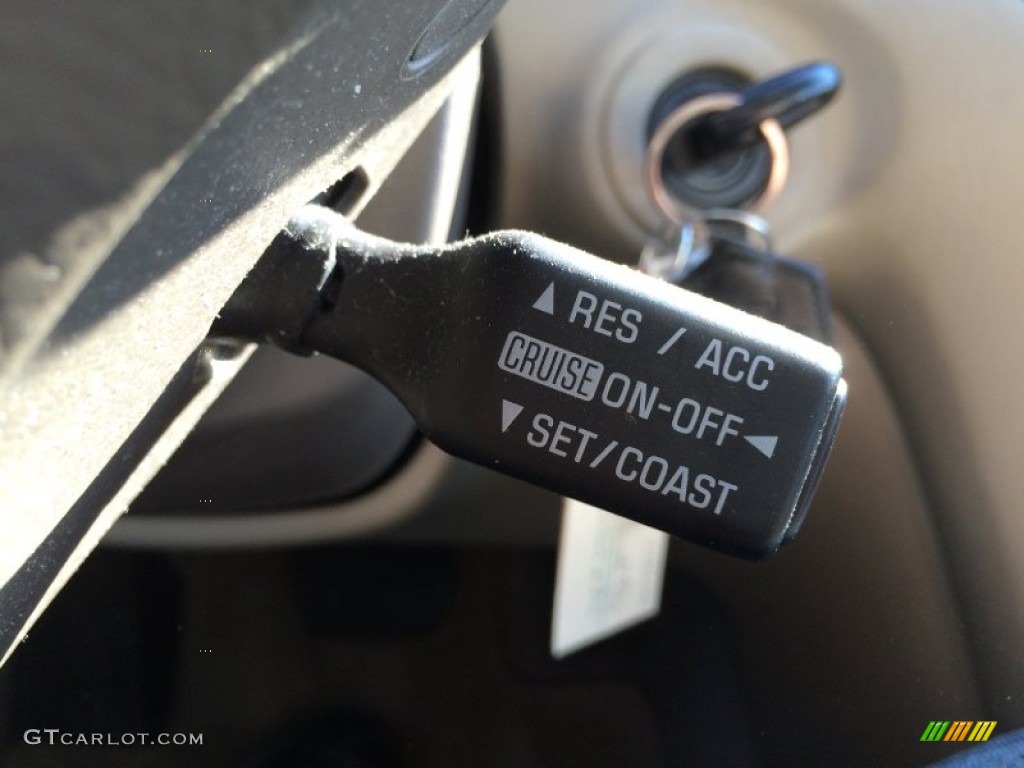 ▲ RES / ACC
CRUISE ON-OFF ◀
▼ SET/COAST
GTCARLOT.COM